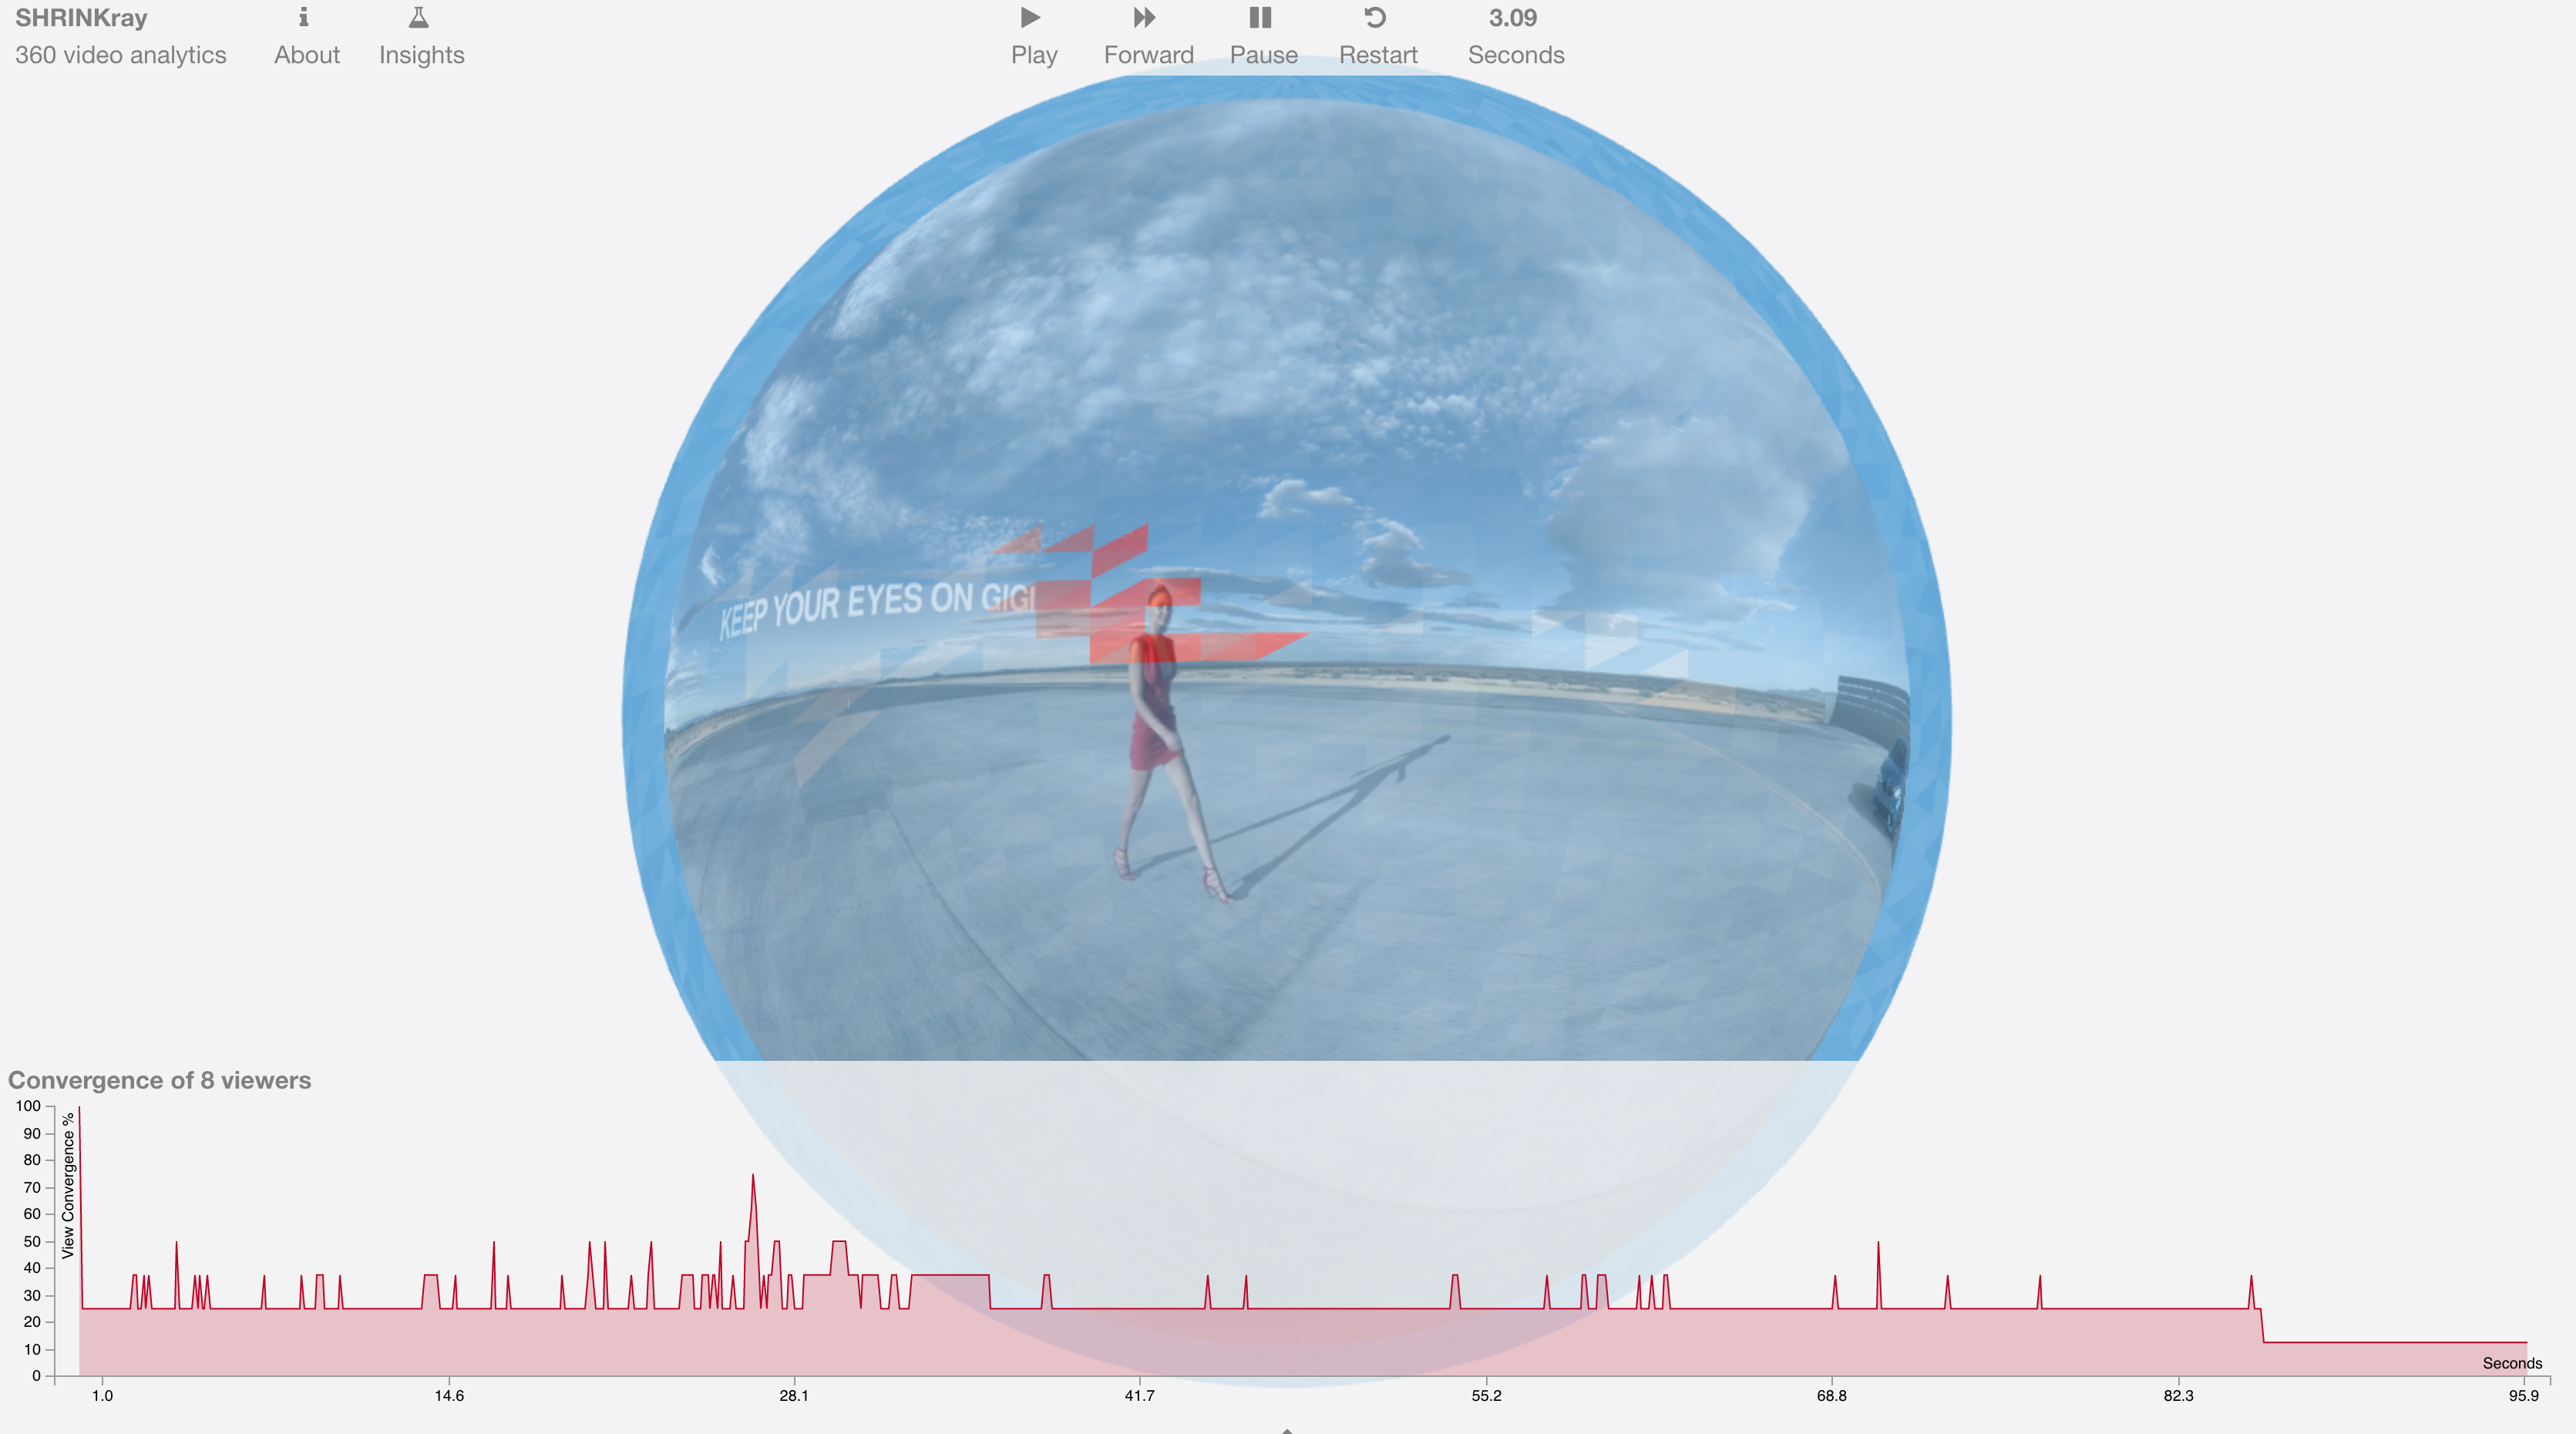 SHRINKray
360 video analytics
About
Insights
Play
Forward
Pause
Restart
3.09
Seconds
KEEP YOUR EYES ON GIGI
Convergence of 8 viewers
View Convergence %
100
90
80
70
60
50
40
30
20
10
0
1.0
14.6
28.1
41.7
55.2
68.8
82.3
95.9
Seconds